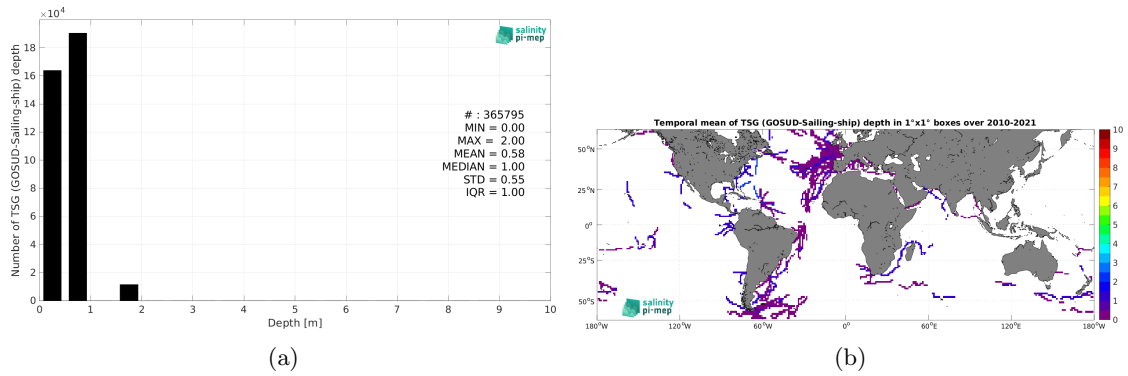 ×10⁴
18
16
14
12
10
8
6
4
2
0
Number of TSG (GOSUD-Sailing-ship) depth
0 1 2 3 4 5 6 7 8 9 10
Depth [m]
salinity
pi-mep
# : 365795
MIN = 0.00
MAX = 2.00
MEAN = 0.58
MEDIAN = 1.00
STD = 0.55
IQR = 1.00
(a)
Temporal mean of TSG (GOSUD-Sailing-ship) depth in 1°x1° boxes over 2010-2021
50°N
25°N
0°
25°S
50°S
180°W 120°W 60°W 0° 60°E 120°E 180°W
salinity
pi-mep
10
9
8
7
6
5
4
3
2
1
0
(b)